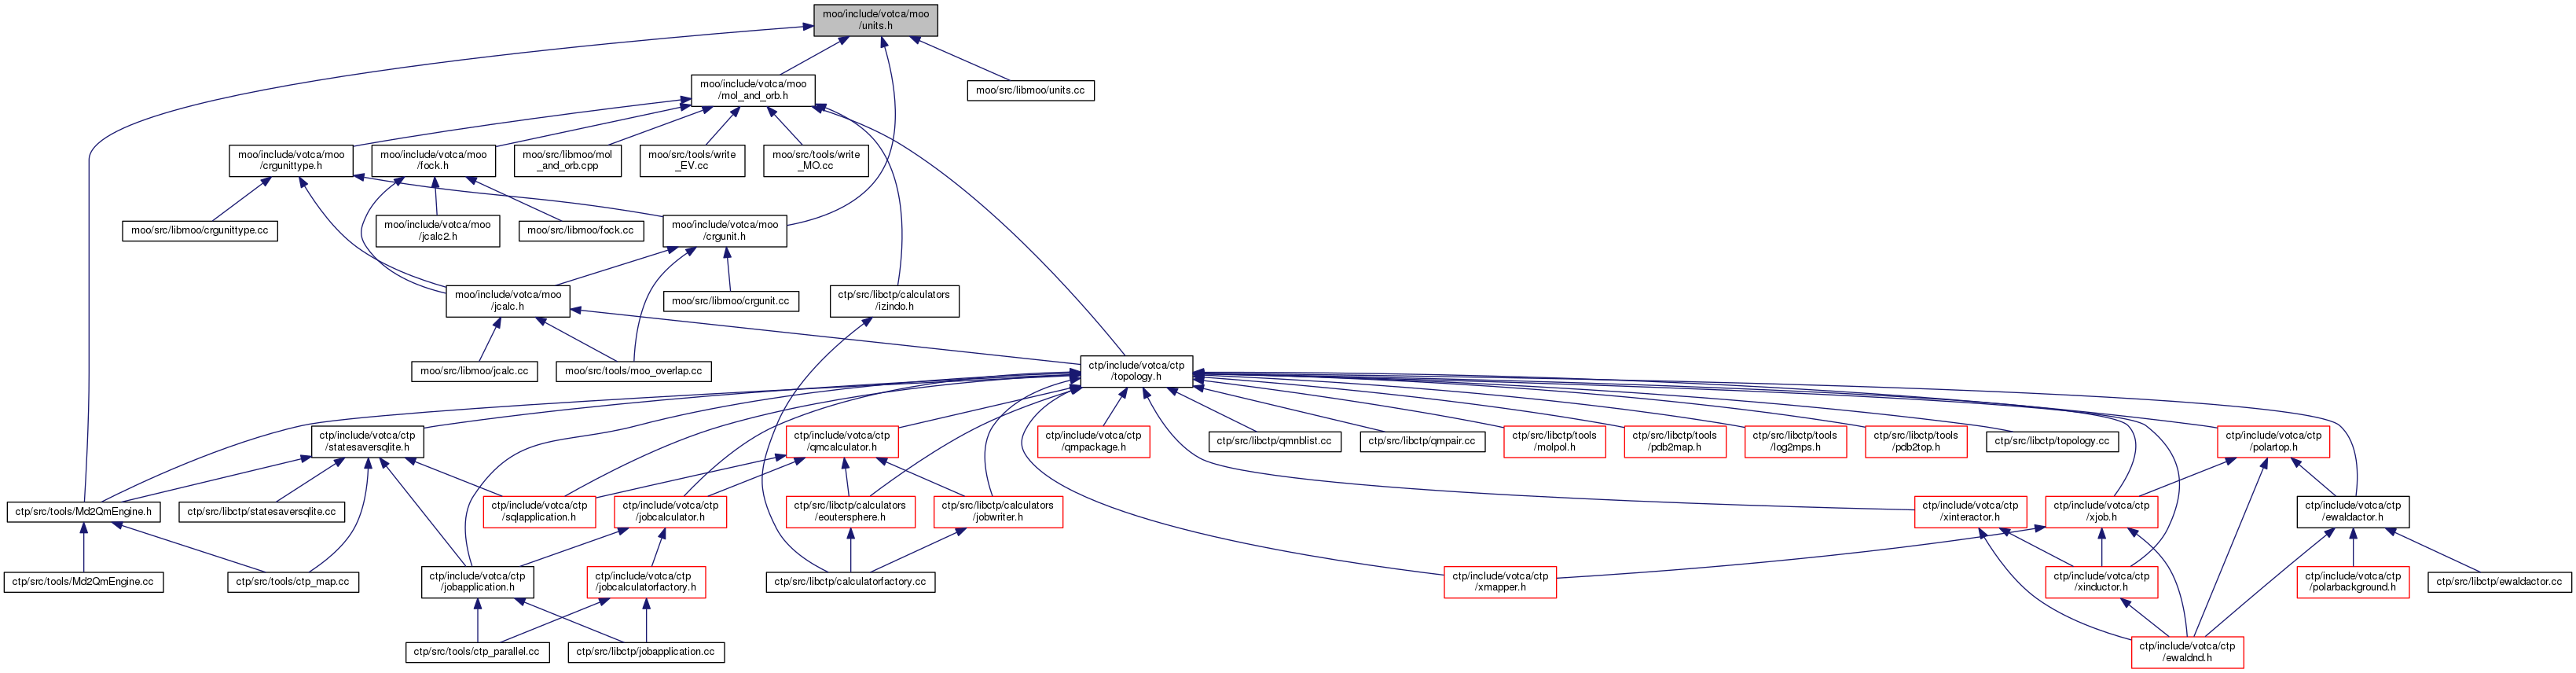 moo/include/votca/moo
/units.h
moo/include/votca/moo
/mol_and_orb.h
moo/src/libmoo/units.cc
moo/include/votca/moo
/crgunittype.h
moo/include/votca/moo
/fock.h
moo/src/libmoo/mol
_and_orb.cpp
moo/src/tools/write
_EV.cc
moo/src/tools/write
_MO.cc
moo/src/libmoo/crgunittype.cc
moo/include/votca/moo
/jcalc2.h
moo/src/libmoo/fock.cc
moo/include/votca/moo
/crgunit.h
moo/include/votca/moo
/jcalc.h
moo/src/libmoo/crgunit.cc
ctp/src/libctp/calculators
/izindo.h
moo/src/libmoo/jcalc.cc
moo/src/tools/moo_overlap.cc
ctp/include/votca/ctp
/topology.h
ctp/include/votca/ctp
/statesaversqlite.h
ctp/include/votca/ctp
/qmcalculator.h
ctp/include/votca/ctp
/qmpackage.h
ctp/src/libctp/qmnblist.cc
ctp/src/libctp/qmpair.cc
ctp/src/libctp/tools
/molpol.h
ctp/src/libctp/tools
/pdb2map.h
ctp/src/libctp/tools
/log2mps.h
ctp/src/libctp/tools
/pdb2top.h
ctp/src/libctp/topology.cc
ctp/include/votca/ctp
/polartop.h
ctp/src/tools/Md2QmEngine.h
ctp/src/libctp/statesaversqlite.cc
ctp/include/votca/ctp
/sqlapplication.h
ctp/include/votca/ctp
/jobcalculator.h
ctp/src/libctp/calculators
/eoutersphere.h
ctp/src/libctp/calculators
/jobwriter.h
ctp/include/votca/ctp
/xinteractor.h
ctp/include/votca/ctp
/xjob.h
ctp/include/votca/ctp
/ewaldactor.h
ctp/src/tools/Md2QmEngine.cc
ctp/src/tools/ctp_map.cc
ctp/include/votca/ctp
/jobapplication.h
ctp/include/votca/ctp
/jobcalculatorfactory.h
ctp/src/libctp/calculatorfactory.cc
ctp/include/votca/ctp
/xmapper.h
ctp/include/votca/ctp
/xinductor.h
ctp/include/votca/ctp
/polarbackground.h
ctp/src/libctp/ewaldactor.cc
ctp/src/tools/ctp_parallel.cc
ctp/src/libctp/jobapplication.cc
ctp/include/votca/ctp
/ewaldnd.h